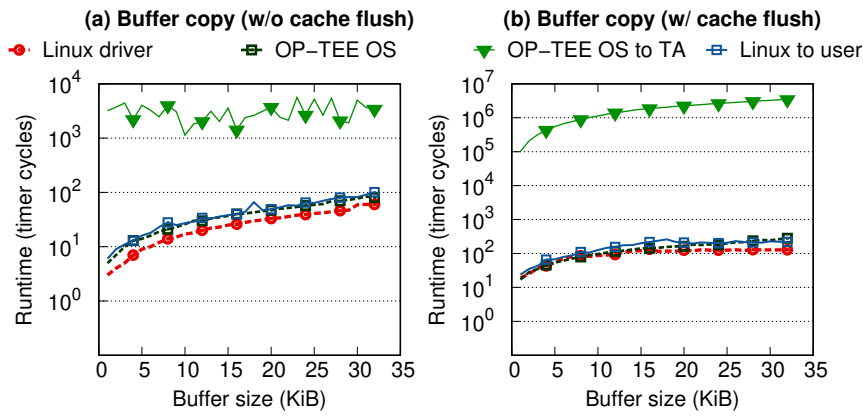 (a) Buffer copy (w/o cache flush)
(b) Buffer copy (w/ cache flush)
Linux driver
OP−TEE OS
OP−TEE OS to TA
Linux to user
Runtime (timer cycles)
10^4
10^3
10^2
10^1
10^0
0 5 10 15 20 25 30 35
Buffer size (KiB)
Runtime (timer cycles)
10^7
10^6
10^5
10^4
10^3
10^2
10^1
10^0
0 5 10 15 20 25 30 35
Buffer size (KiB)